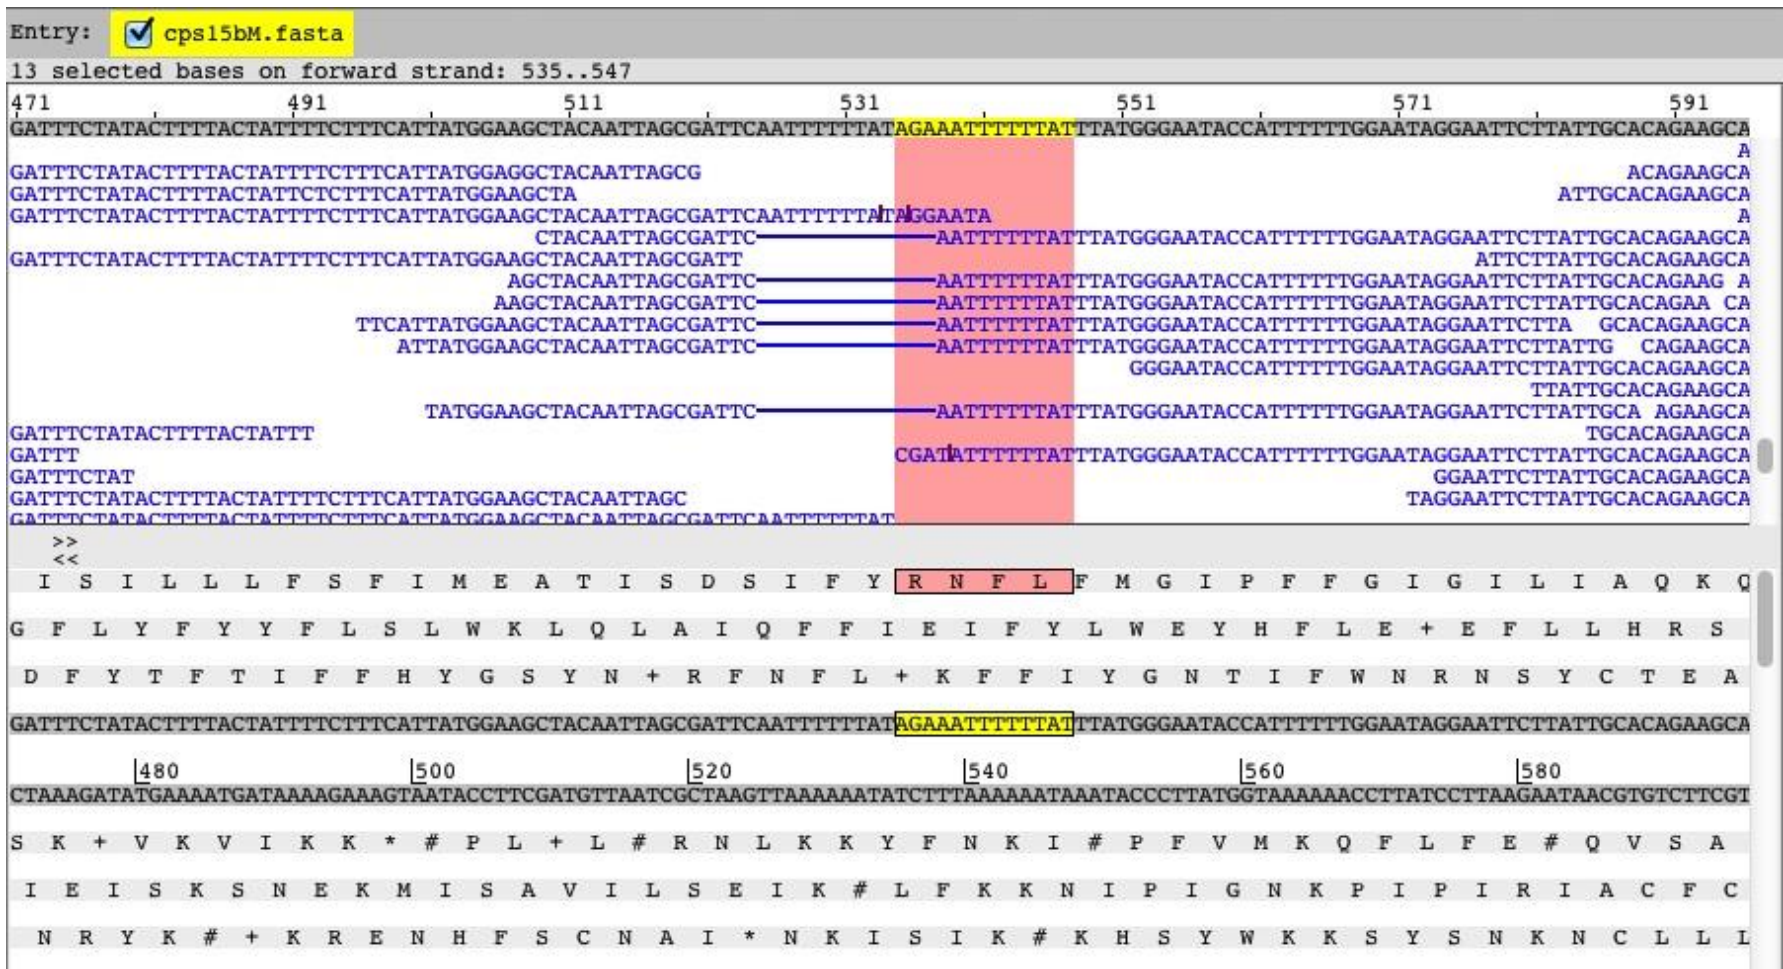 Entry: cps15bM.fasta
13 selected bases on forward strand: 535..547
471 491 511 531 551 571 591
GATTTCTATACTTTTACTATTTTCTTTCATTATGGAAGCTACAATTAGCGATTCAATTTTTTATAGAAATTTTTTATTTATGGGAATACCATTTTTTGGAATAGGAATTCTTATTGCACAGAAGCA
A
GATTTCTATACTTTTACTATTTTCTTTCATTATGGAGGCTACAATTAGCG ACAGAAGCA
GATTTCTATACTTTTACTATTCTCTTTCATTATGGAAGCTA ATTGCACAGAAGCA
GATTTCTATACTTTTACTATTTTCTTTCATTATGGAAGCTACAATTAGCGATTCAATTTTTTATAGGAATA A
CTACAATTAGCGATTC AATTTTTTATTTATGGGAATACCATTTTTTGGAATAGGAATTCTTATTGCACAGAAGCA
GATTTCTATACTTTTACTATTTTCTTTCATTATGGAAGCTACAATTAGCGATT ATTCTTATTGCACAGAAGCA
AGCTACAATTAGCGATTC AATTTTTTATTTATGGGAATACCATTTTTTGGAATAGGAATTCTTATTGCACAGAAG A
AAGCTACAATTAGCGATTC AATTTTTTATTTATGGGAATACCATTTTTTGGAATAGGAATTCTTATTGCACAGAA CA
TTCATTATGGAAGCTACAATTAGCGATTC AATTTTTTATTTATGGGAATACCATTTTTTGGAATAGGAATTCTTA GCACAGAAGCA
ATTATGGAAGCTACAATTAGCGATTC AATTTTTTATTTATGGGAATACCATTTTTTGGAATAGGAATTCTTATTG CAGAAGCA
GGGAATACCATTTTTTGGAATAGGAATTCTTATTGCACAGAAGCA
TTATTGCACAGAAGCA
TATGGAAGCTACAATTAGCGATTC AATTTTTTATTTATGGGAATACCATTTTTTGGAATAGGAATTCTTATTGCA AGAAGCA
GATTTCTATACTTTTACTATTT TGCACAGAAGCA
GATTT CGATATTTTTTATTTATGGGAATACCATTTTTTGGAATAGGAATTCTTATTGCACAGAAGCA
GATTTCTAT GGAATTCTTATTGCACAGAAGCA
GATTTCTATACTTTTACTATTTTCTTTCATTATGGAAGCTACAATTAGC TAGGAATTCTTATTGCACAGAAGCA
GATTTCTATACTTTTACTATTTTCTTTCATTATGGAAGCTACAATTAGCGATTCAATTTTTTAT
>>
<<
I S I L L L F S F I M E A T I S D S I F Y R N F L F M G I P F F G I G I L I A Q K Q
G F L Y F Y Y F L S L W K L Q L A I Q F F I E I F Y L W E Y H F L E + E F L L H R S
D F Y T F T I F F H Y G S Y N + R F N F L + K F F I Y G N T I F W N R N S Y C T E A
GATTTCTATACTTTTACTATTTTCTTTCATTATGGAAGCTACAATTAGCGATTCAATTTTTTATAGAAATTTTTTATTTATGGGAATACCATTTTTTGGAATAGGAATTCTTATTGCACAGAAGCA
480 500 520 540 560 580
CTAAAGATATGAAAATGATAAAAGAAAGTAATACCTTCGATGTTAATCGCTAAGTTAAAAAATATCTTTAAAAAATAAATACCCTTATGGTAAAAAACCTTATCCTTAAGAATAACGTGTCTTCGT
S K + V K V I K K * # P L + L # R N L K K Y F N K I # P F V M K Q F L F E # Q V S A
I E I S K S N E K M I S A V I L S E I K # L F K K N I P I G N K P I P I R I A C F C
N R Y K # + K R E N H F S C N A I * N K I S I K # K H S Y W K K S Y S N K N C L L L